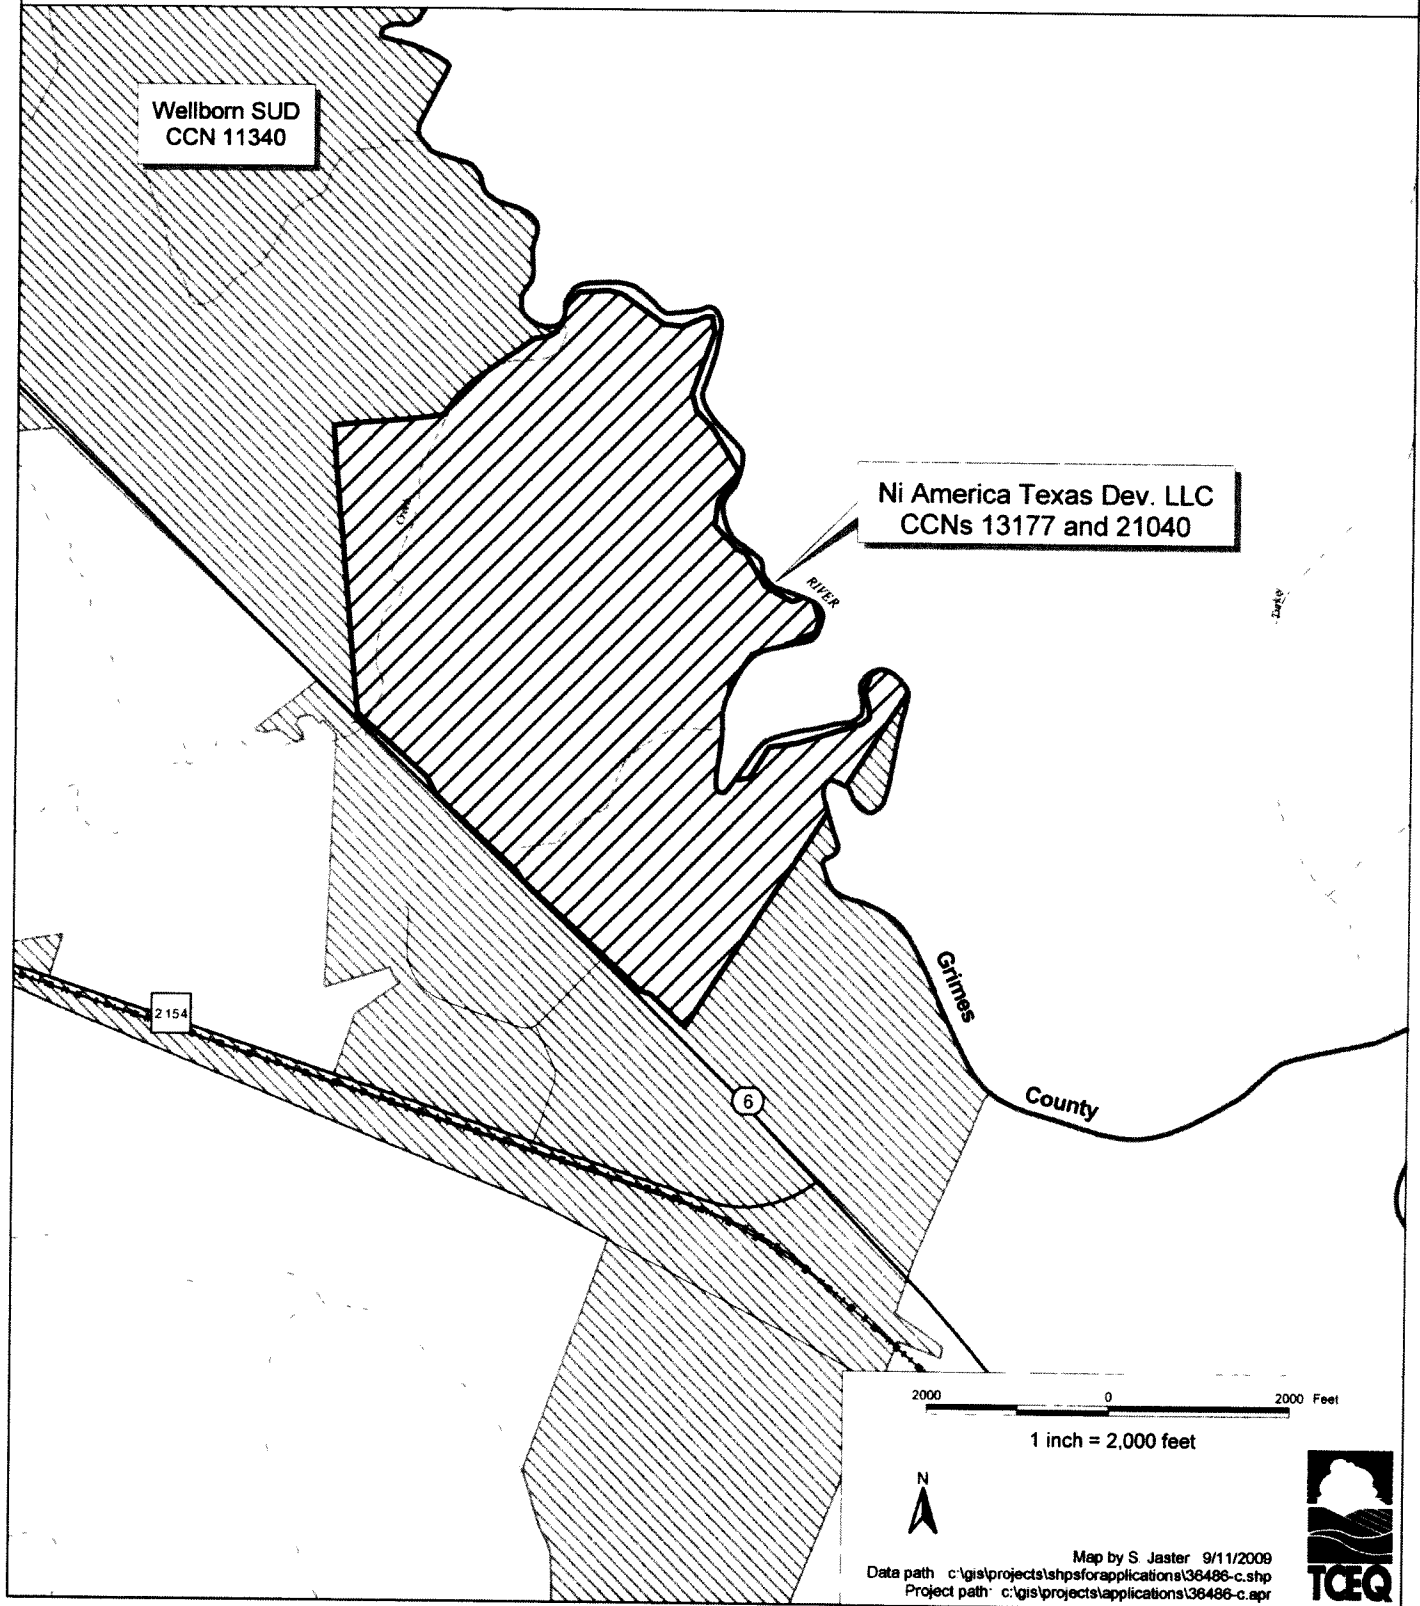 Wellborn SUD
CCN 11340
Ni America Texas Dev. LLC
CCNs 13177 and 21040
RIVER
Creek
Turkey
Grimes
County
2154
6
2000 0 2000 Feet
1 inch = 2,000 feet
N
Map by S. Jaster 9/11/2009
Data path c:\gis\projects\shpsforapplications\36486-c.shp
Project path: c:\gis\projects\applications\36486-c.apr
TCEQ